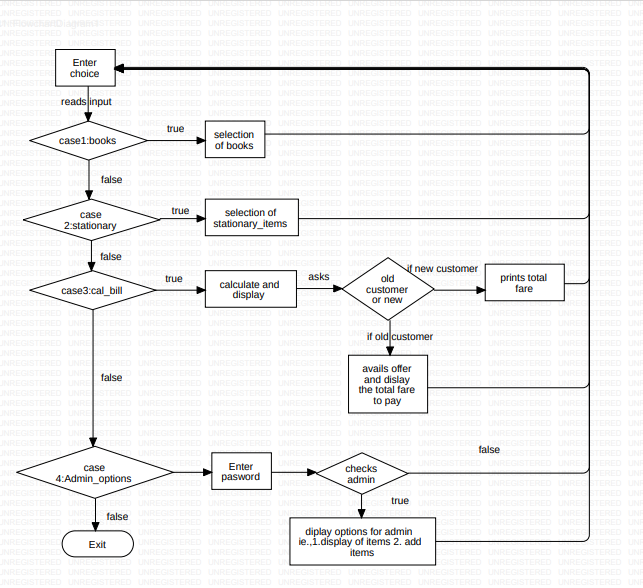 Enter
choice
reads input
case1:books
true
selection
of books
false
case
2:stationary
true
selection of
stationary_items
false
case3:cal_bill
true
calculate and
display
asks
old
customer
or new
if new customer
prints total
fare
if old customer
avails offer
and dislay
the total fare
to pay
false
case
4:Admin_options
Enter
pasword
checks
admin
false
true
false
diplay options for admin
ie.,1.display of items 2. add
items
Exit